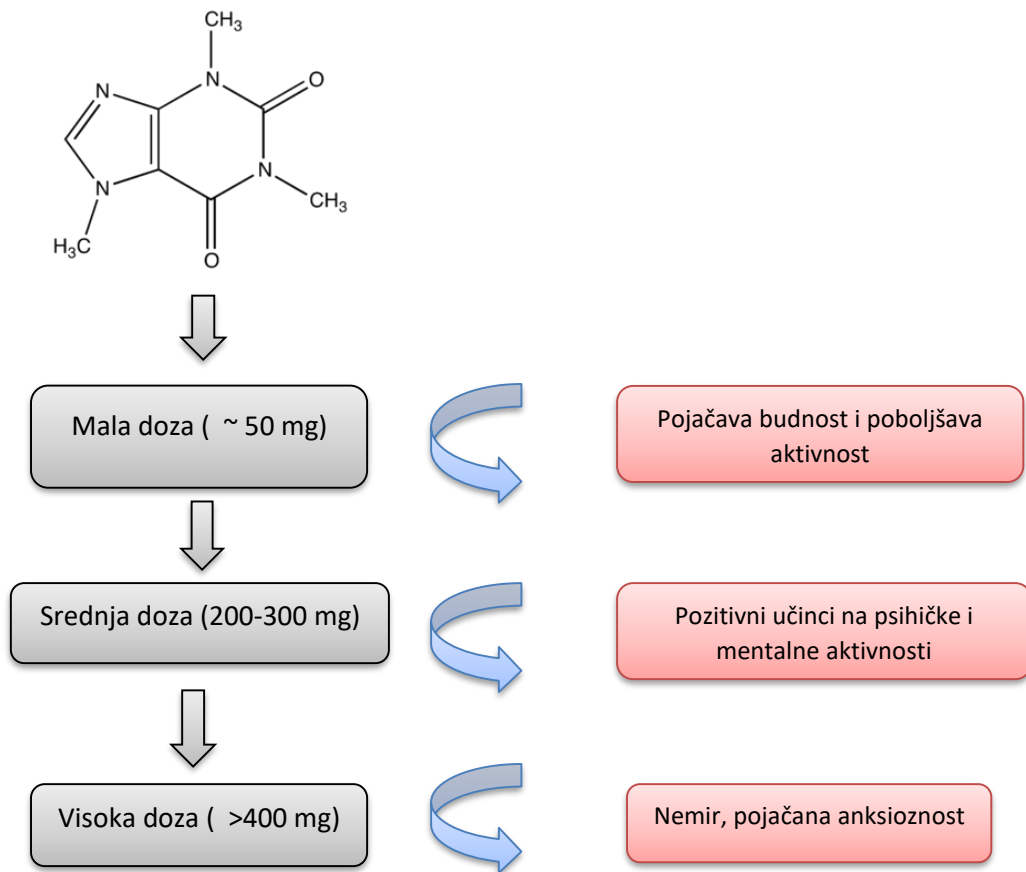 CH₃
N
N
O
N
N
CH₃
H₃C
O
Mala doza ( ~ 50 mg)
Pojačava budnost i poboljšava
aktivnost
Srednja doza (200-300 mg)
Pozitivni učinci na psihičke i
mentalne aktivnosti
Visoka doza ( >400 mg)
Nemir, pojačana anksioznost